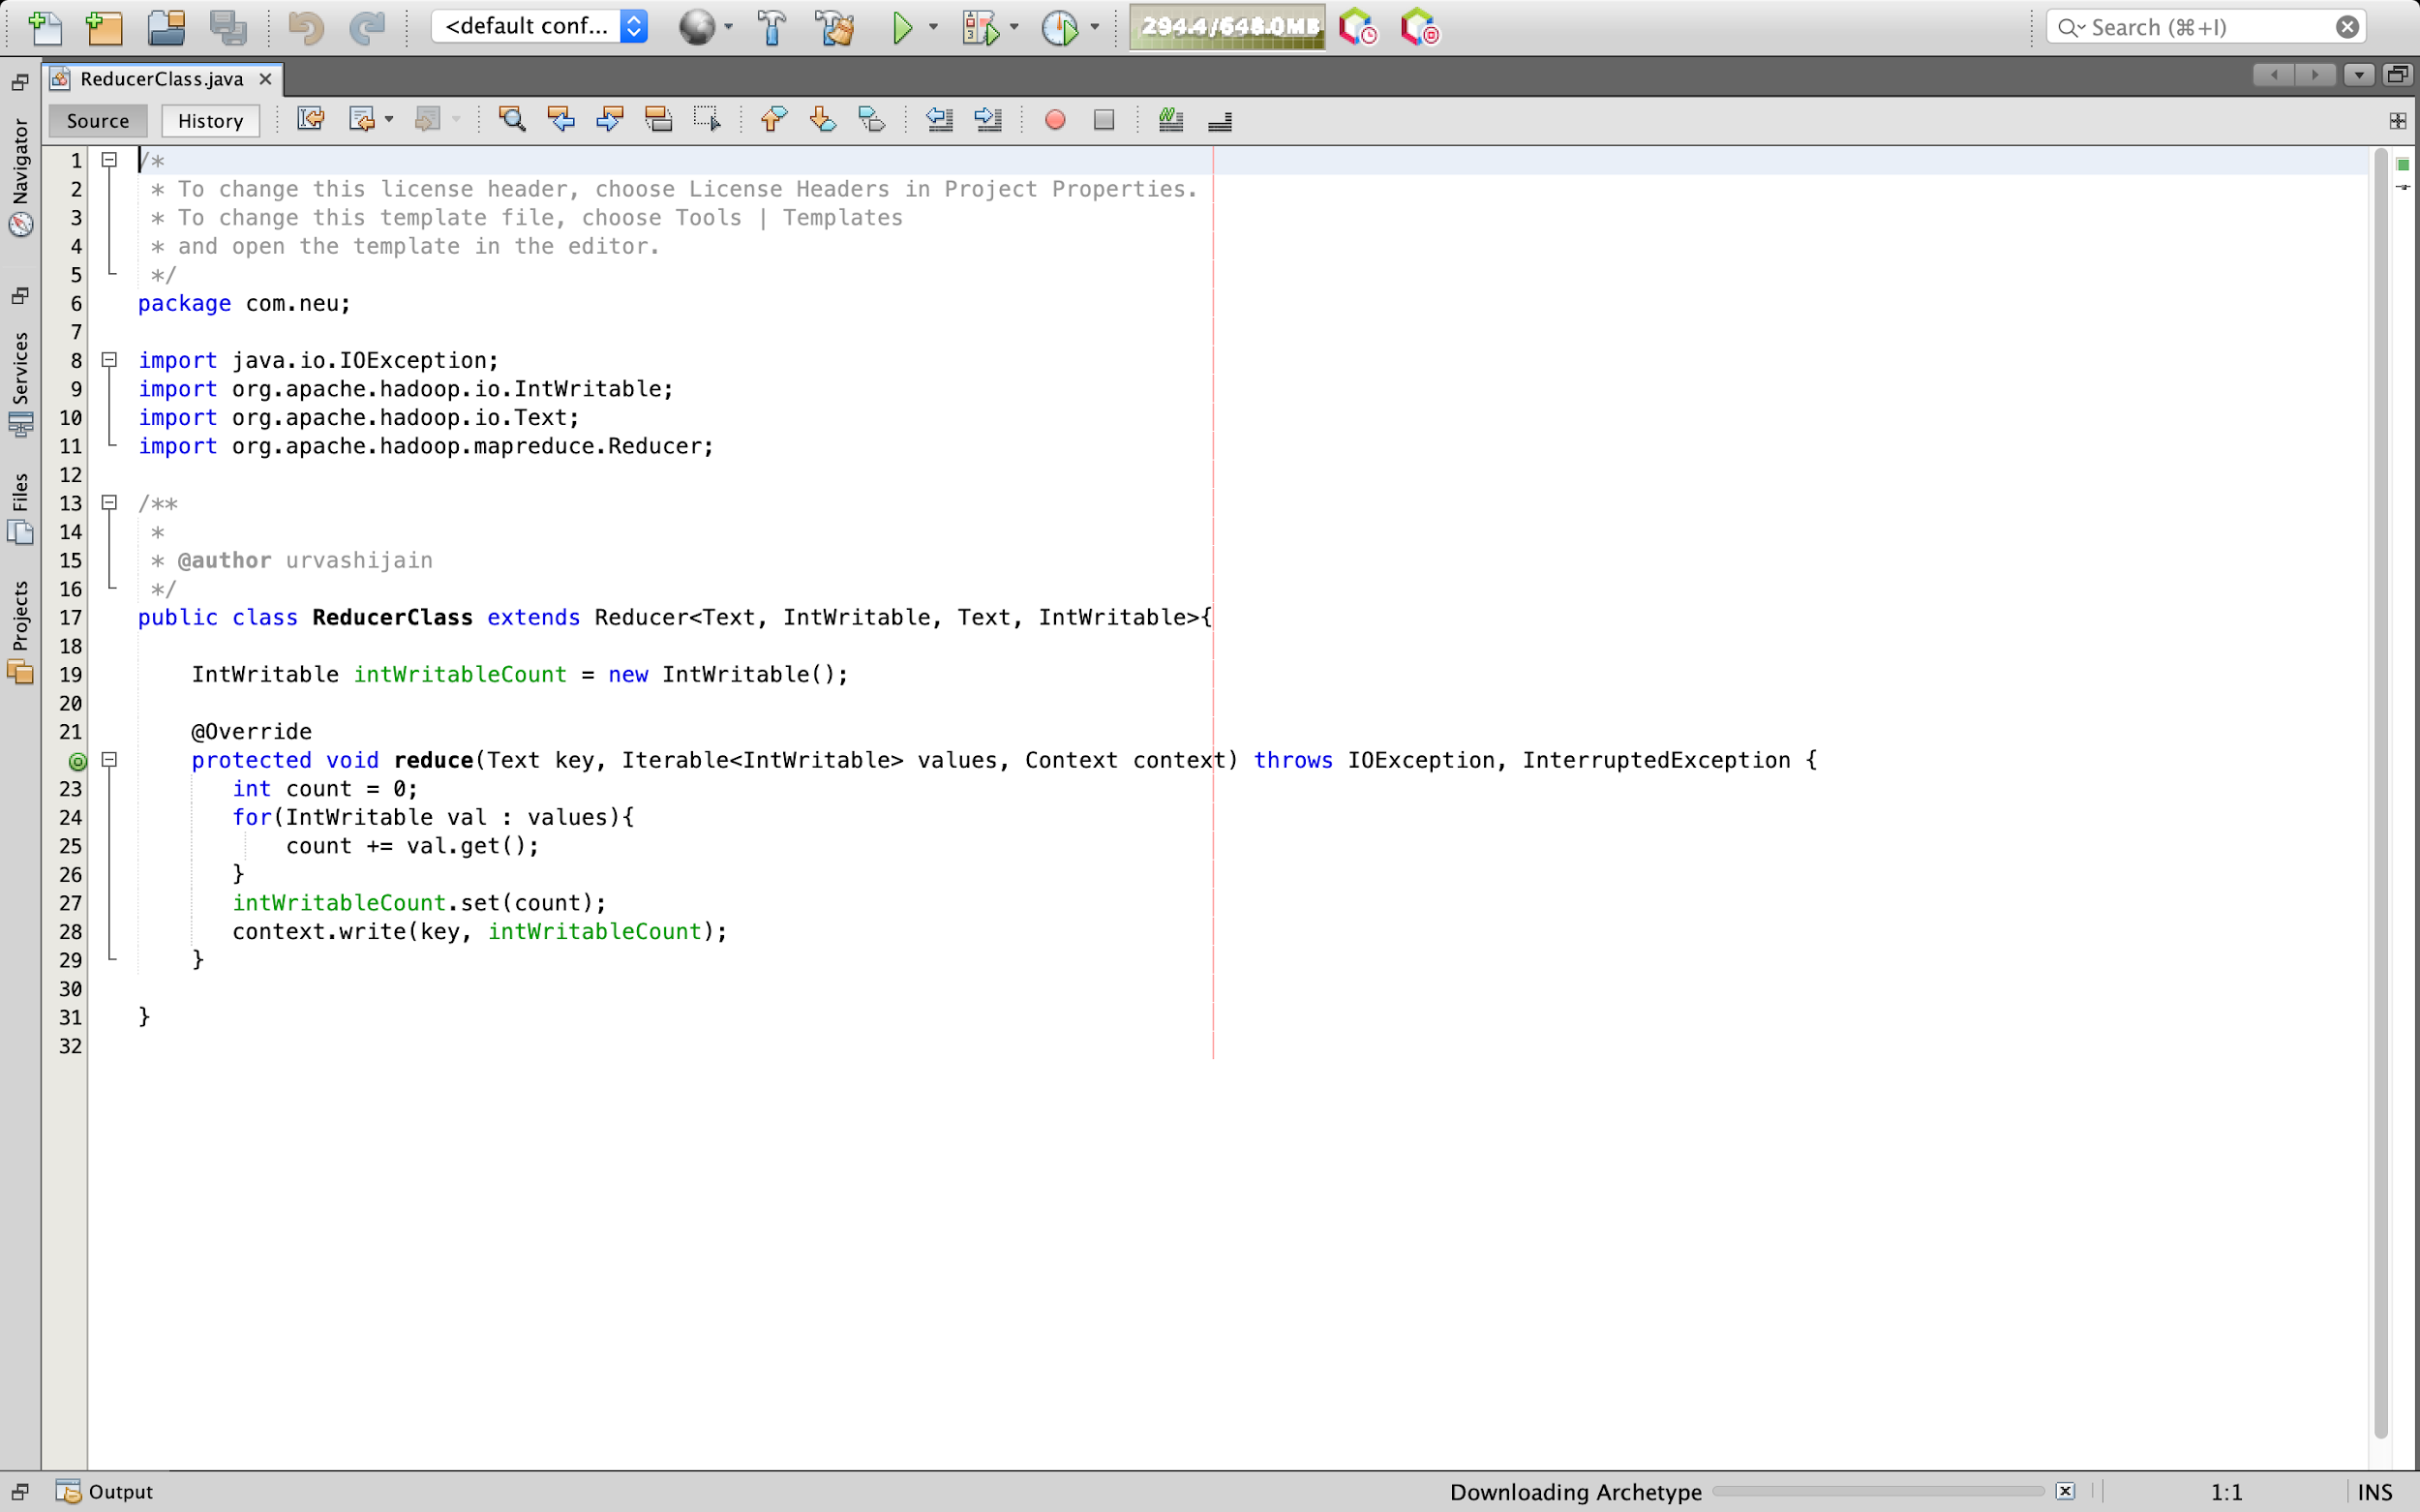 <default conf...
294.4/648.0MB
Search (⌘+I)
ReducerClass.java
Source
History
Navigator
Services
Files
Projects
1 /*
2 * To change this license header, choose License Headers in Project Properties.
3 * To change this template file, choose Tools | Templates
4 * and open the template in the editor.
5 */
6 package com.neu;
7
8 import java.io.IOException;
9 import org.apache.hadoop.io.IntWritable;
10 import org.apache.hadoop.io.Text;
11 import org.apache.hadoop.mapreduce.Reducer;
12
13 /**
14 *
15 * @author urvashijain
16 */
17 public class ReducerClass extends Reducer<Text, IntWritable, Text, IntWritable>{
18
19 IntWritable intWritableCount = new IntWritable();
20
21 @Override
protected void reduce(Text key, Iterable<IntWritable> values, Context context) throws IOException, InterruptedException {
23 int count = 0;
24 for(IntWritable val : values){
25 count += val.get();
26 }
27 intWritableCount.set(count);
28 context.write(key, intWritableCount);
29 }
30
31 }
32
Output
Downloading Archetype
1:1
INS